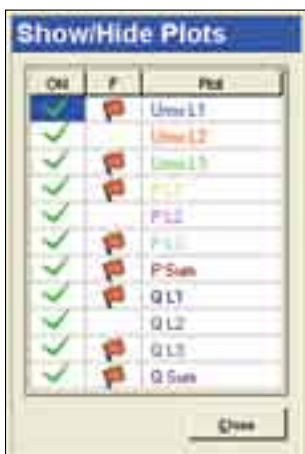 Show/Hide Plots
ON F Plot
Urms L1
Urms L2
Urms L3
P L1
P L2
P L3
P Sum
Q L1
Q L2
Q L3
Q Sum
Close